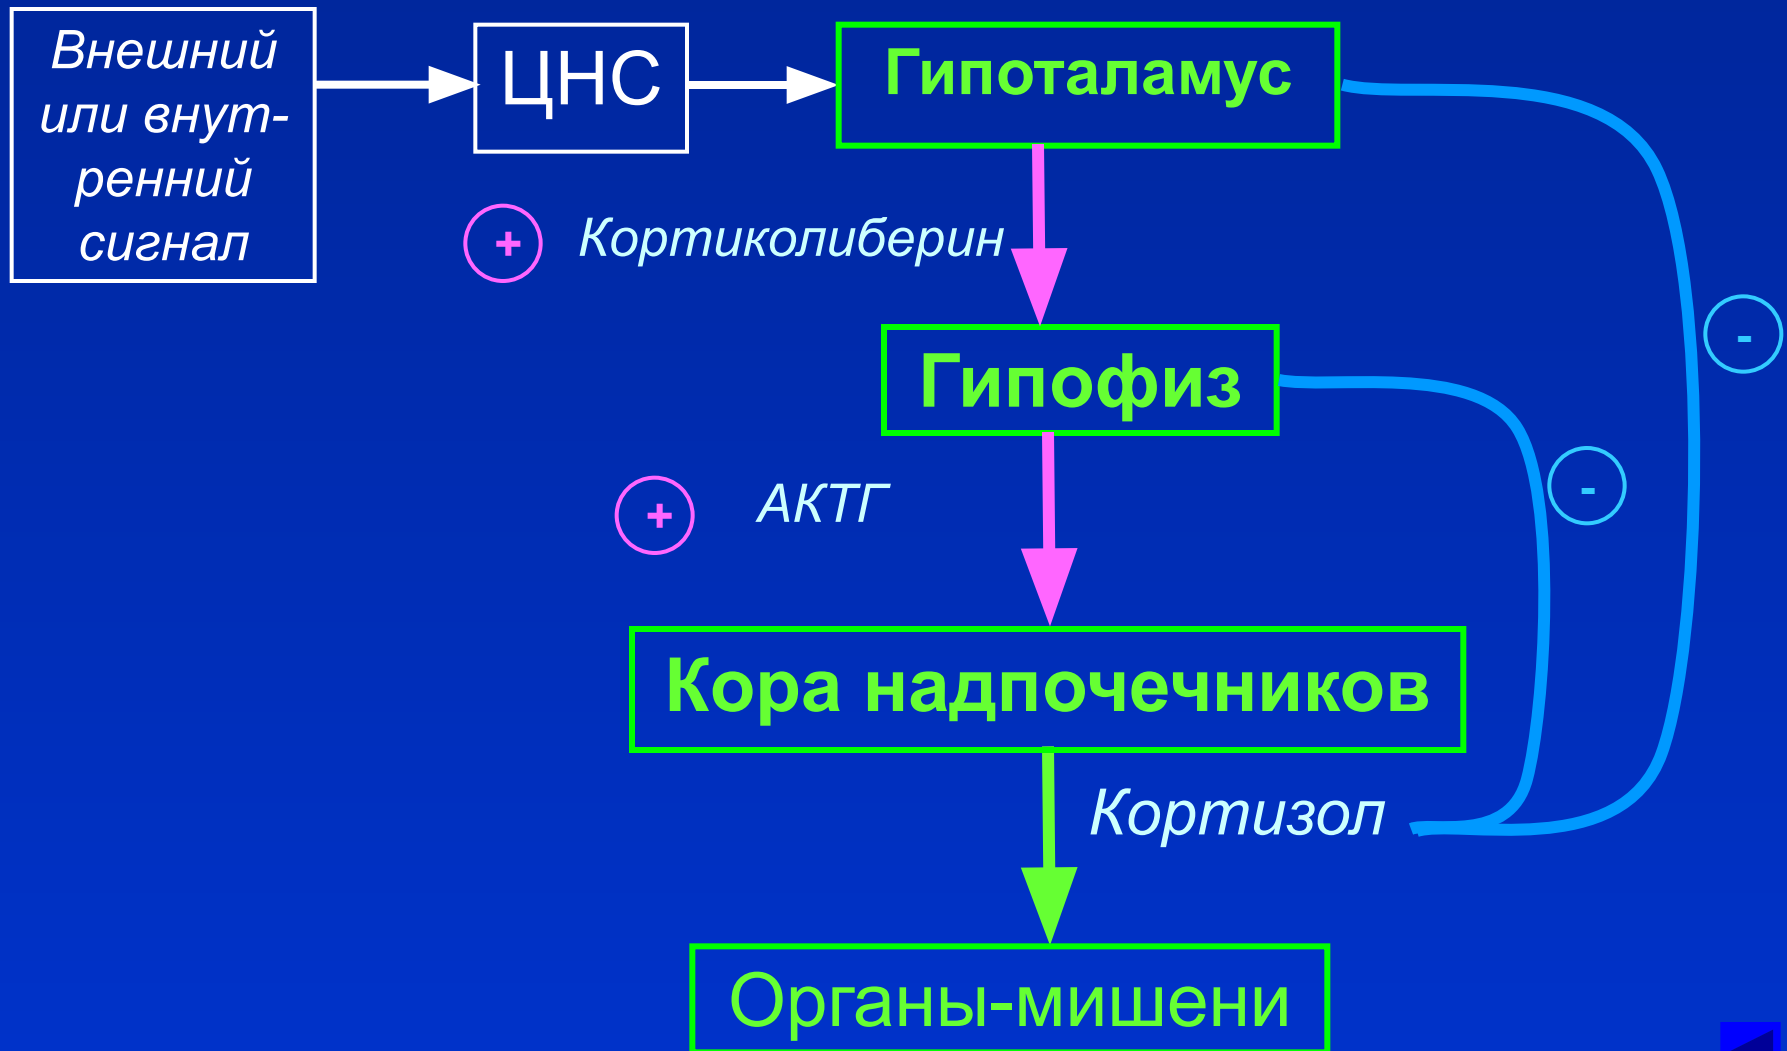 Внешний
или внут-
ренний
сигнал
ЦНС
Гипоталамус
+ Кортиколиберин
-
Гипофиз
-
+ АКТГ
Кора надпочечников
Кортизол
Органы-мишени